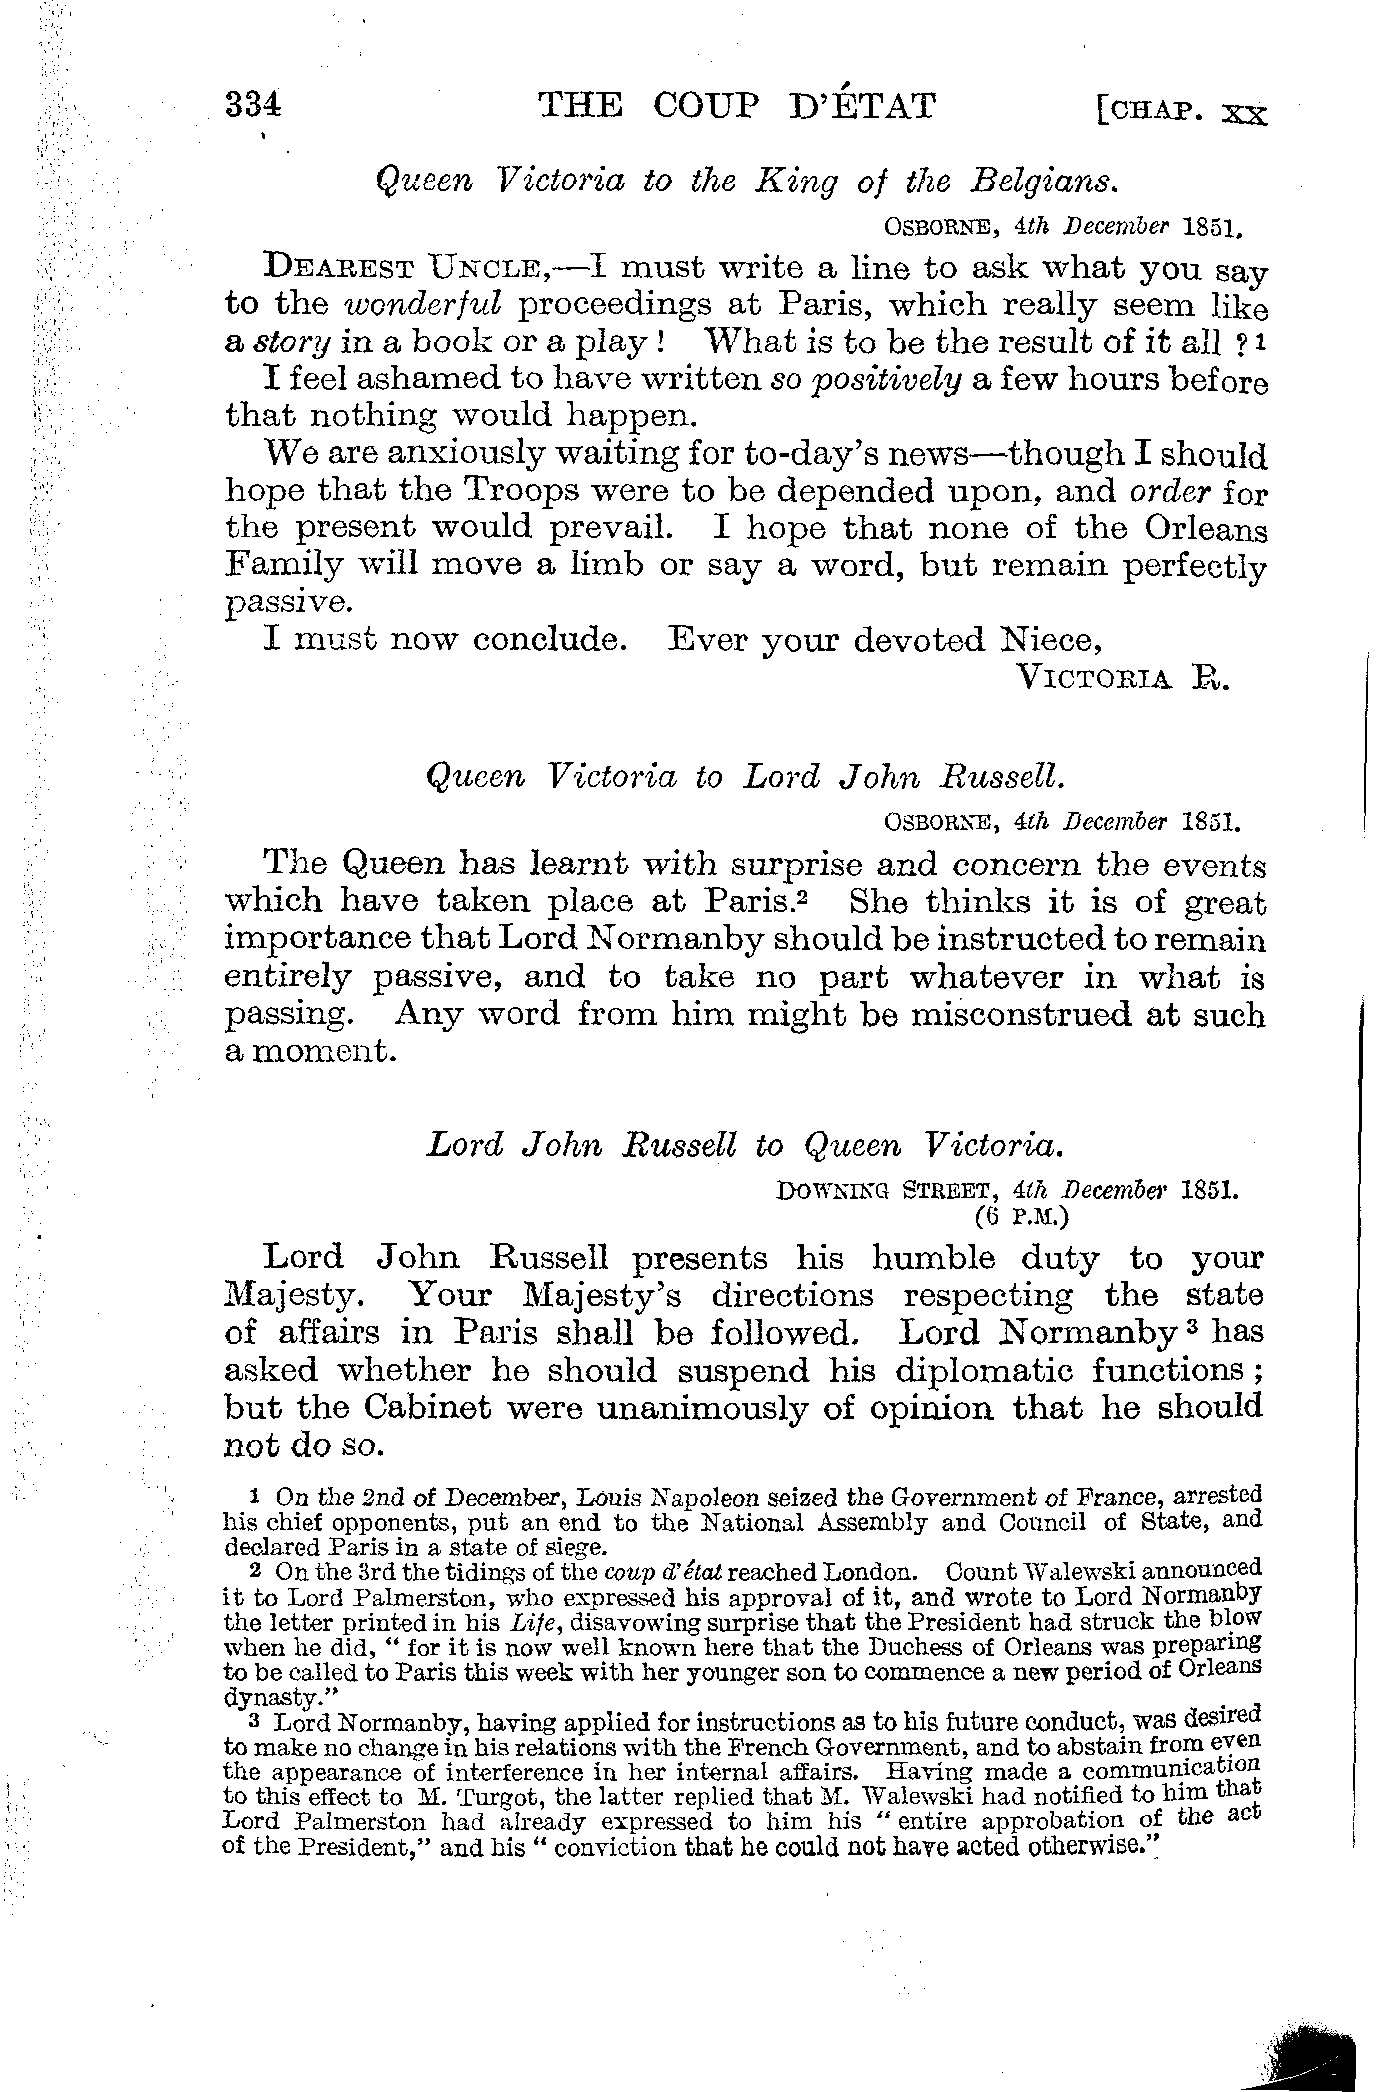 334 THE COUP D'ÉTAT [CHAP. XX
Queen Victoria to the King of the Belgians.
OSBORNE, 4th December 1851.
DEAREST UNCLE,—I must write a line to ask what you say
to the wonderful proceedings at Paris, which really seem like
a story in a book or a play! What is to be the result of it all ?1
I feel ashamed to have written so positively a few hours before
that nothing would happen.
We are anxiously waiting for to-day's news—though I should
hope that the Troops were to be depended upon, and order for
the present would prevail. I hope that none of the Orleans
Family will move a limb or say a word, but remain perfectly
passive.
I must now conclude. Ever your devoted Niece,
VICTORIA R.
Queen Victoria to Lord John Russell.
OSBORNE, 4th December 1851.
The Queen has learnt with surprise and concern the events
which have taken place at Paris.2 She thinks it is of great
importance that Lord Normanby should be instructed to remain
entirely passive, and to take no part whatever in what is
passing. Any word from him might be misconstrued at such
a moment.
Lord John Russell to Queen Victoria.
DOWNING STREET, 4th December 1851.
(6 P.M.)
Lord John Russell presents his humble duty to your
Majesty. Your Majesty's directions respecting the state
of affairs in Paris shall be followed. Lord Normanby 3 has
asked whether he should suspend his diplomatic functions ;
but the Cabinet were unanimously of opinion that he should
not do so.
1 On the 2nd of December, Louis Napoleon seized the Government of France, arrested
his chief opponents, put an end to the National Assembly and Council of State, and
declared Paris in a state of siege.
2 On the 3rd the tidings of the coup d'état reached London. Count Walewski announced
it to Lord Palmerston, who expressed his approval of it, and wrote to Lord Normanby
the letter printed in his Life, disavowing surprise that the President had struck the blow
when he did, "for it is now well known here that the Duchess of Orleans was preparing
to be called to Paris this week with her younger son to commence a new period of Orleans
dynasty."
3 Lord Normanby, having applied for instructions as to his future conduct, was desired
to make no change in his relations with the French Government, and to abstain from even
the appearance of interference in her internal affairs. Having made a communication
to this effect to M. Turgot, the latter replied that M. Walewski had notified to him that
Lord Palmerston had already expressed to him his "entire approbation of the act
of the President," and his "conviction that he could not have acted otherwise."